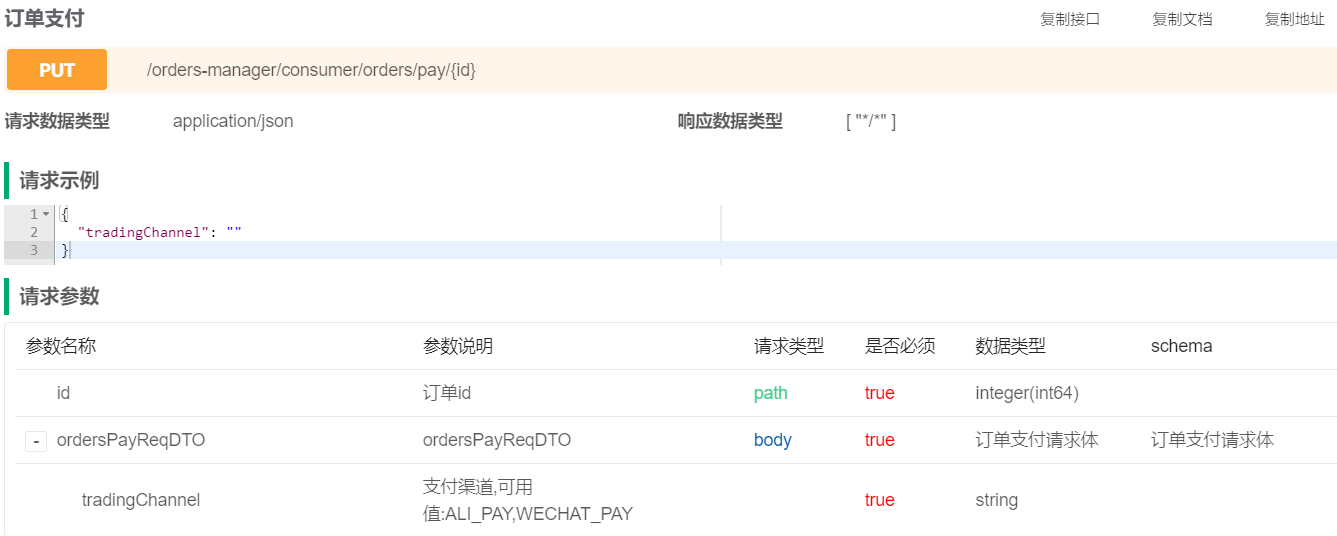 订单支付 复制接口 复制文档 复制地址
PUT /orders-manager/consumer/orders/pay/{id}
请求数据类型 application/json 响应数据类型 [ "*/*" ]
请求示例
1 {
2 "tradingChannel": ""
3 }
请求参数
参数名称 参数说明 请求类型 是否必须 数据类型 schema
id 订单id path true integer(int64)
- ordersPayReqDTO ordersPayReqDTO body true 订单支付请求体 订单支付请求体
tradingChannel 支付渠道,可用 true string
值:ALI_PAY,WECHAT_PAY